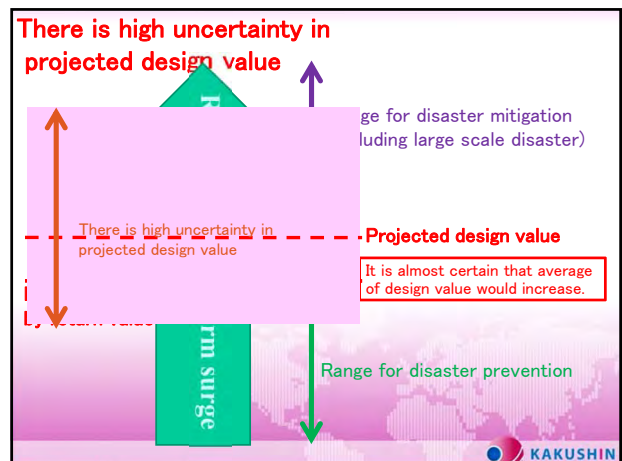 There is high uncertainty in
projected design value
ge for disaster mitigation
luding large scale disaster)
There is high uncertainty in
projected design value
Projected design value
It is almost certain that average
of design value would increase.
rm surge
Range for disaster prevention
KAKUSHIN